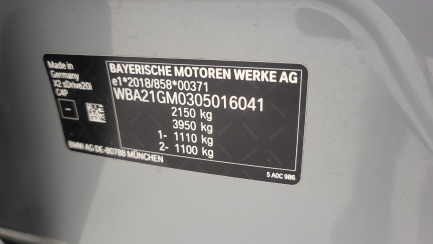 Made in
Germany
X2 sDrive20i
C4P
BAYERISCHE MOTOREN WERKE AG
e1*2018/858*00371
WBA21GM0305016041
2150 kg
3950 kg
1- 1110 kg
2- 1100 kg
BMW AG DE-80788 MÜNCHEN
5 A0C 986